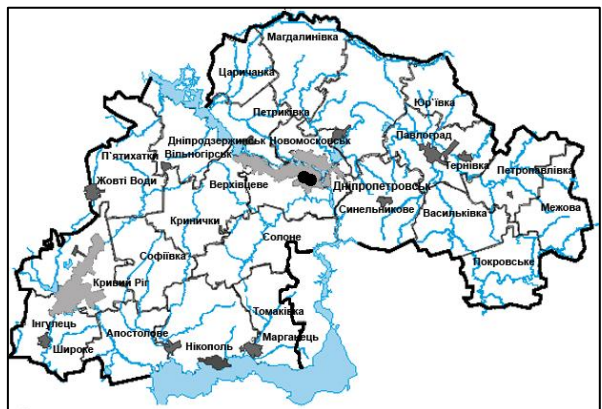 Магдалинівка
Царичанка
Петриківка
Юр'ївка
Дніпродзержинськ
Новомосковськ
Павлоград
П'ятихатки
Вільногірськ
Тернівка
Петропавлівка
Жовті Води
Верхівцеве
Дніпропетровськ
Синельникове
Васильківка
Межова
Кринички
Солоне
Софіївка
Покровське
Кривий Ріг
Інгулець
Апостолове
Томаківка
Широке
Нікополь
Марганець